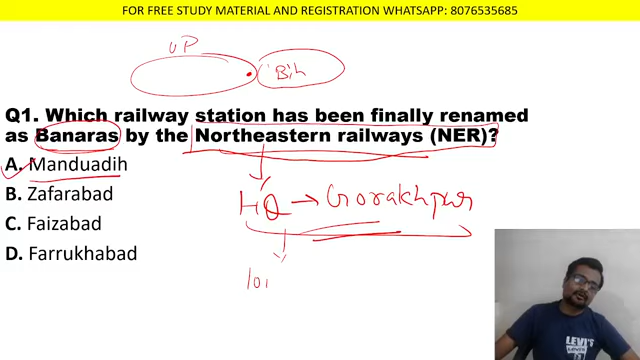 FOR FREE STUDY MATERIAL AND REGISTRATION WHATSAPP: 8076535685
UP
Bih
Q1. Which railway station has been finally renamed
as Banaras by the Northeastern railways (NER)?
A. Manduadih
B. Zafarabad
HQ → Gorakhpur
C. Faizabad
D. Farrukhabad
LEVI'S